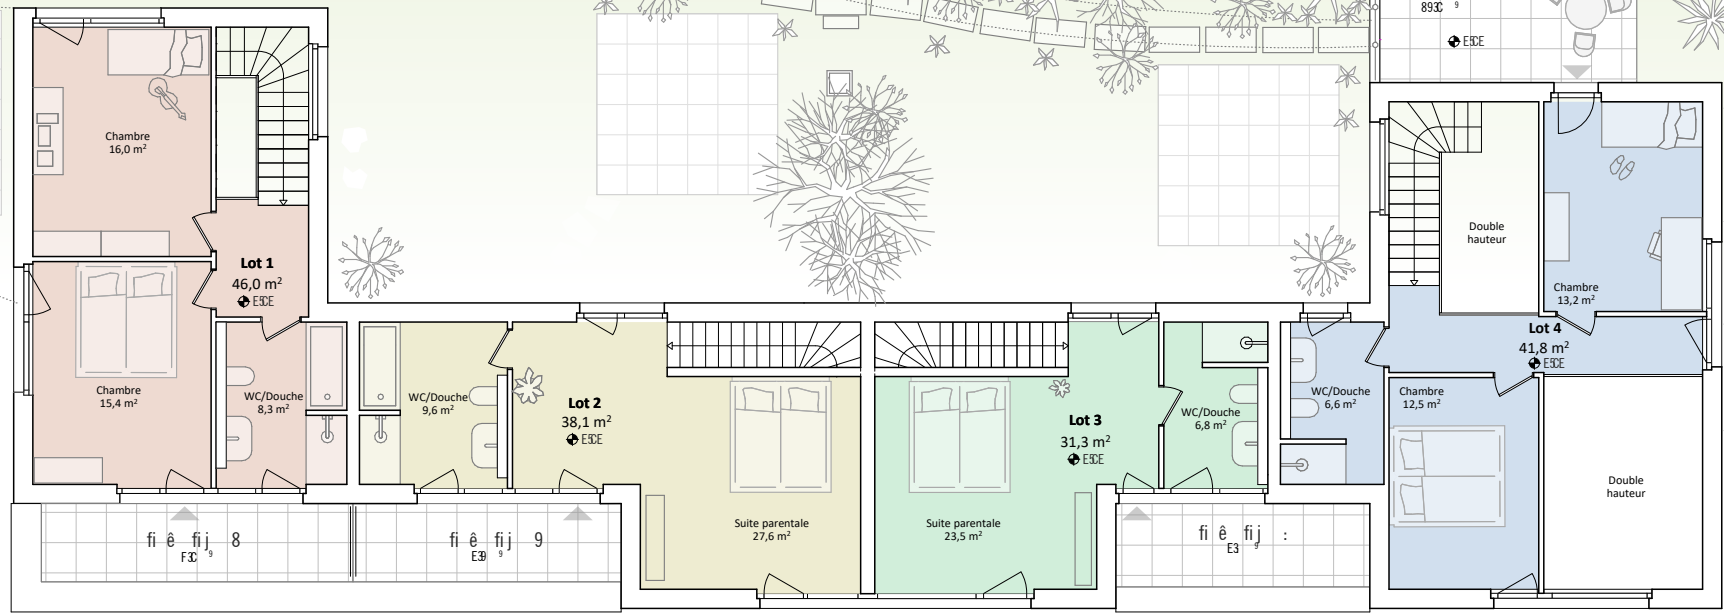 Chambre
16,0 m²
Lot 1
46,0 m²
Chambre
15,4 m²
WC/Douche
8,3 m²
WC/Douche
9,6 m²
Lot 2
38,1 m²
Suite parentale
27,6 m²
Lot 3
31,3 m²
Suite parentale
23,5 m²
WC/Douche
6,8 m²
WC/Douche
6,6 m²
Lot 4
41,8 m²
Chambre
12,5 m²
Chambre
13,2 m²
Double
hauteur
Double
hauteur